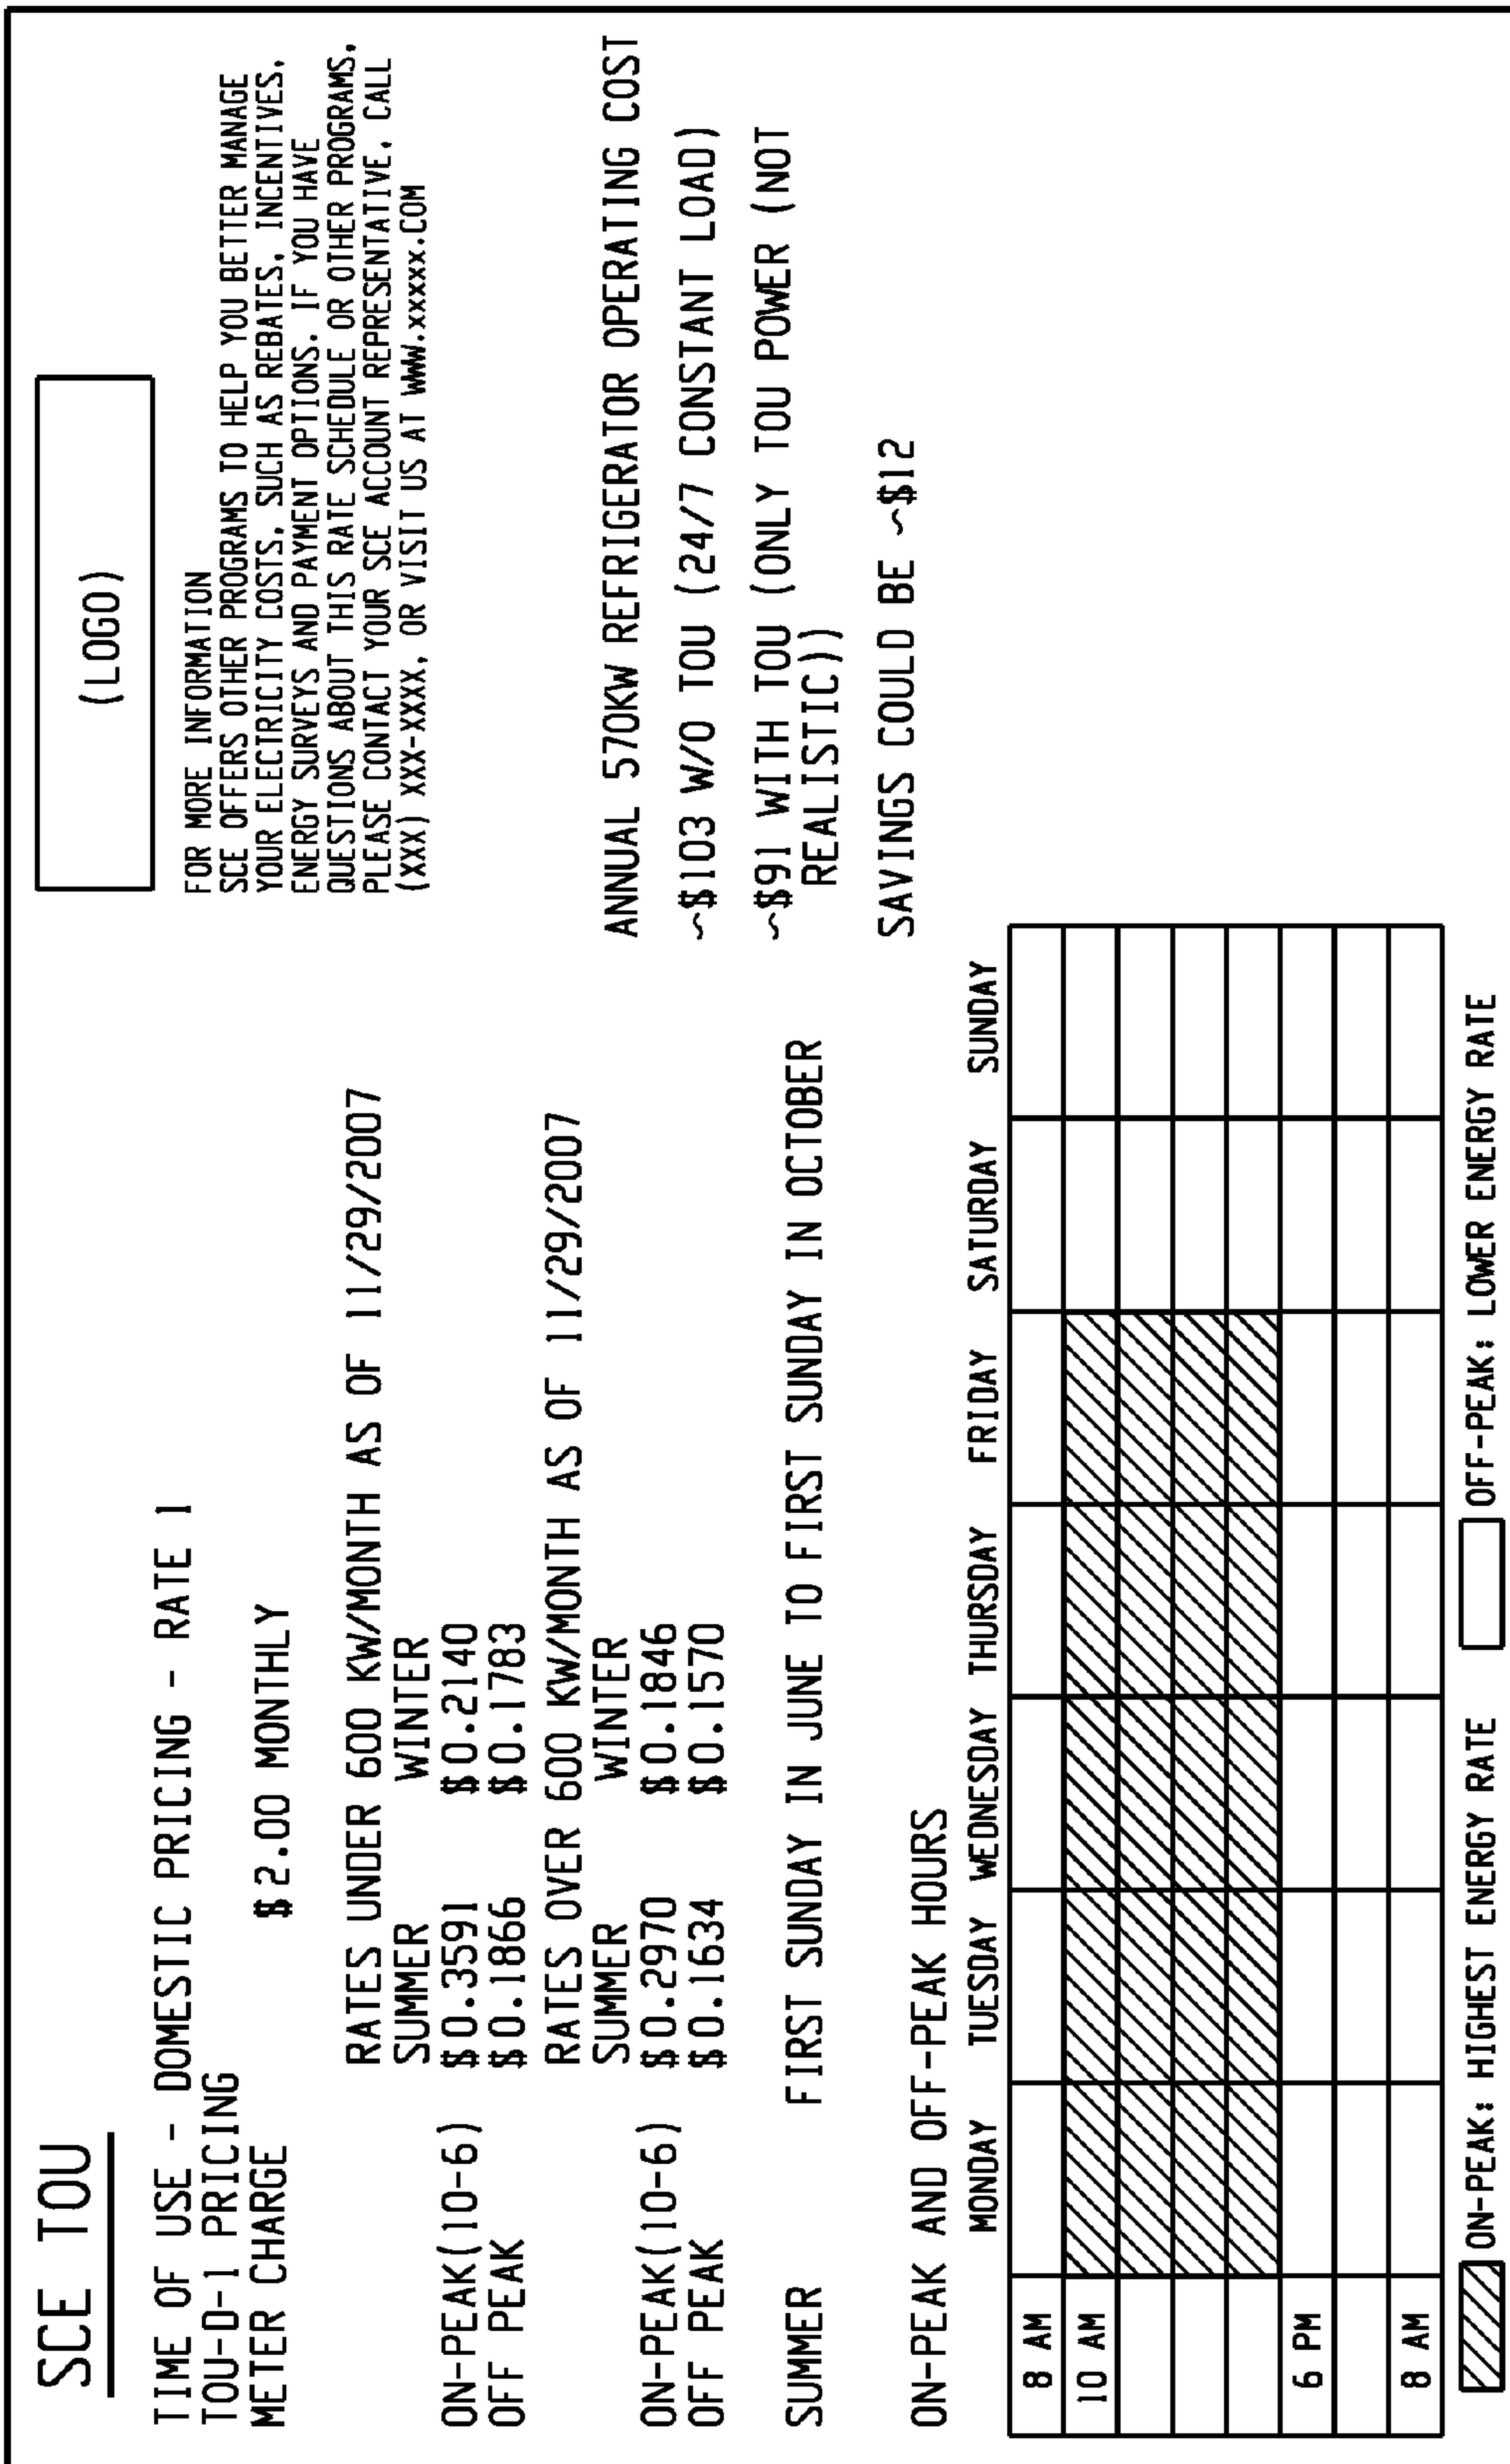 SCE TOU
TIME OF USE - DOMESTIC PRICING - RATE 1
TOU-D-1 PRICING
METER CHARGE $2.00 MONTHLY
RATES UNDER 600 KW/MONTH AS OF 11/29/2007
SUMMER WINTER
ON-PEAK(10-6) $0.3591 $0.2140
OFF PEAK $0.1866 $0.1783
RATES OVER 600 KW/MONTH AS OF 11/29/2007
SUMMER WINTER
ON-PEAK(10-6) $0.2970 $0.1846
OFF PEAK $0.1634 $0.1570
SUMMER FIRST SUNDAY IN JUNE TO FIRST SUNDAY IN OCTOBER
(LOGO)
FOR MORE INFORMATION
SCE OFFERS OTHER PROGRAMS TO HELP YOU BETTER MANAGE
YOUR ELECTRICITY COSTS, SUCH AS REBATES, INCENTIVES,
ENERGY SURVEYS AND PAYMENT OPTIONS. IF YOU HAVE
QUESTIONS ABOUT THIS RATE SCHEDULE OR OTHER PROGRAMS,
PLEASE CONTACT YOUR SCE ACCOUNT REPRESENTATIVE, CALL
(XXX) XXX-XXXX, OR VISIT US AT WWW.XXXXX.COM
ANNUAL 570KW REFRIGERATOR OPERATING COST
~$103 W/O TOU (24/7 CONSTANT LOAD)
~$91 WITH TOU (ONLY TOU POWER (NOT
REALISTIC))
SAVINGS COULD BE ~$12
ON-PEAK AND OFF-PEAK HOURS
MONDAY TUESDAY WEDNESDAY THURSDAY FRIDAY SATURDAY SUNDAY
8 AM
10 AM
6 PM
8 AM
ON-PEAK: HIGHEST ENERGY RATE OFF-PEAK: LOWER ENERGY RATE